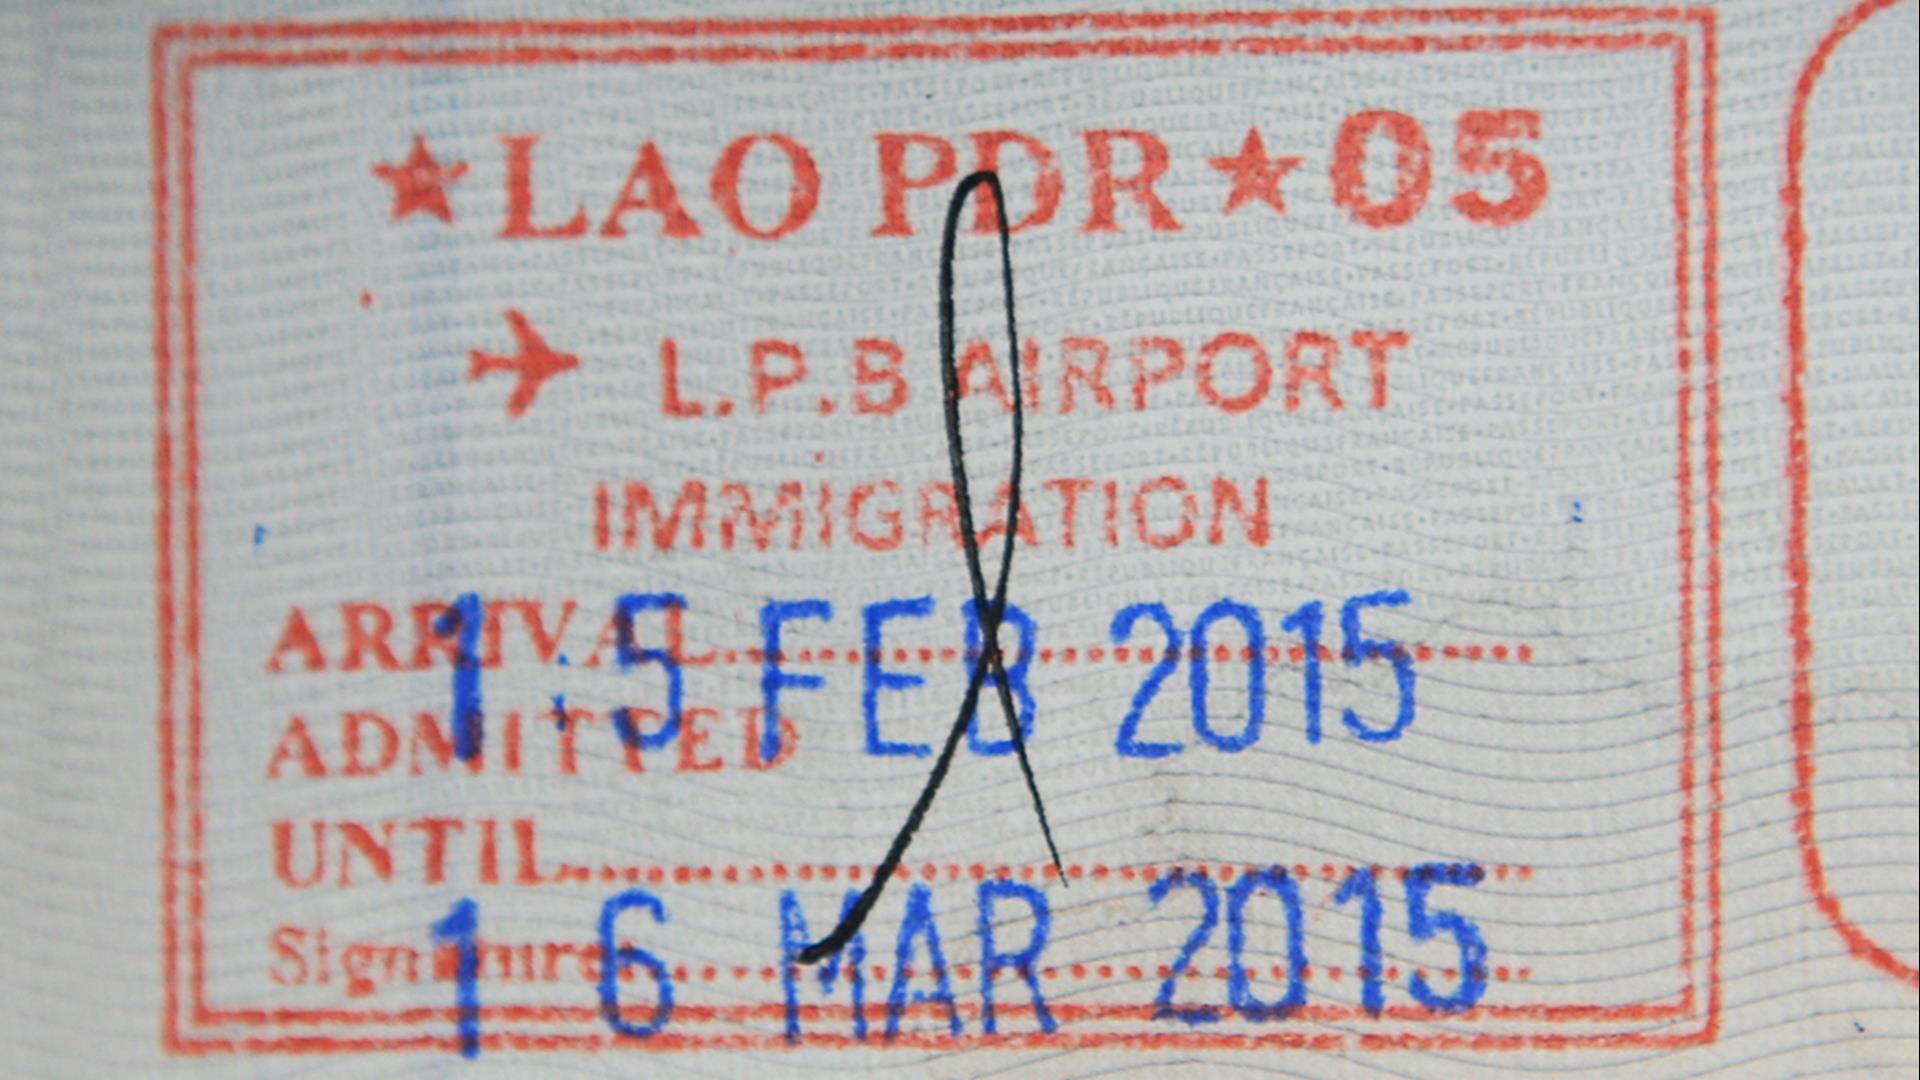 ★LAO PDR★05
L.P.B AIRPORT
IMMIGRATION
ARRIVAL 15 FEB 2015
ADMITTED
UNTIL 16 MAR 2015
Signature